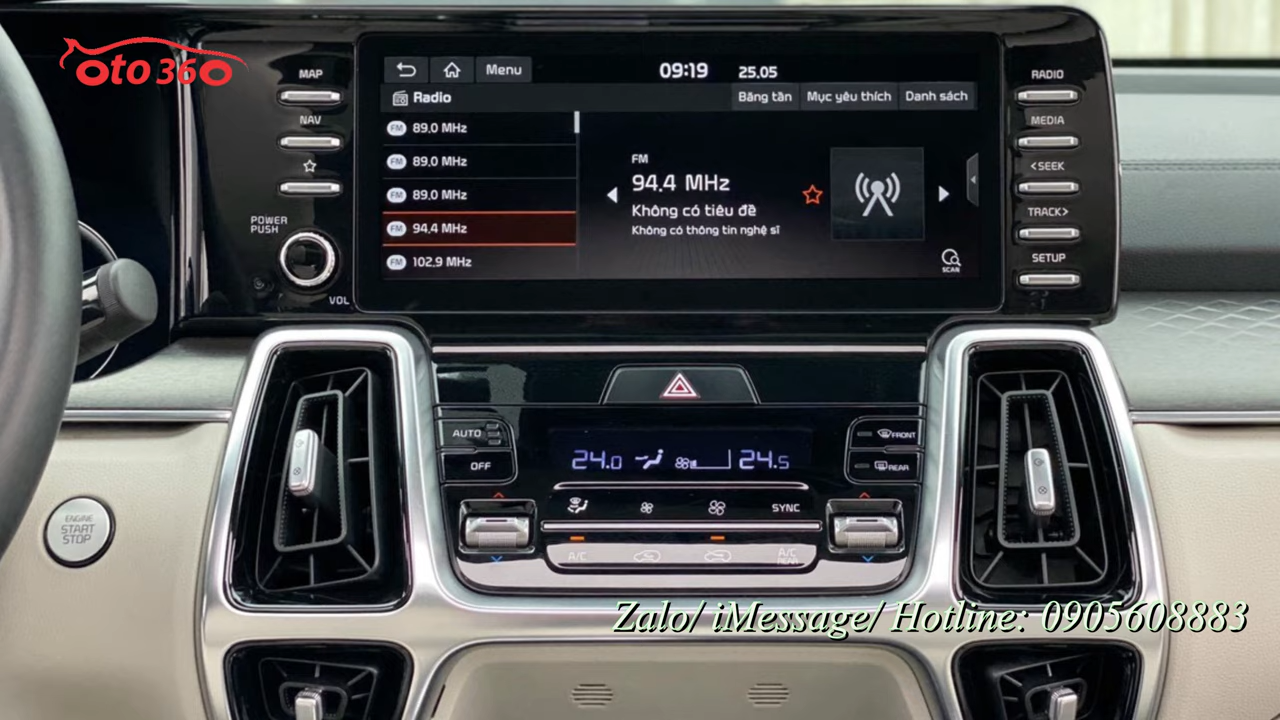 oto360
MAP
NAV
POWER
PUSH
VOL
Menu
09:19
25.05
Radio
Băng tần
Mục yêu thích
Danh sách
FM 89.0 MHz
FM 89.0 MHz
FM 89.0 MHz
FM 94.4 MHz
FM 102.9 MHz
FM
94.4 MHz
Không có tiêu đề
Không có thông tin nghệ sĩ
SCAN
RADIO
MEDIA
<SEEK
TRACK>
SETUP
AUTO
OFF
24.0
24.5
FRONT
REAR
SYNC
A/C
A/C
REAR
ENGINE
START
STOP
Zalo/ iMessage/ Hotline: 0905608883